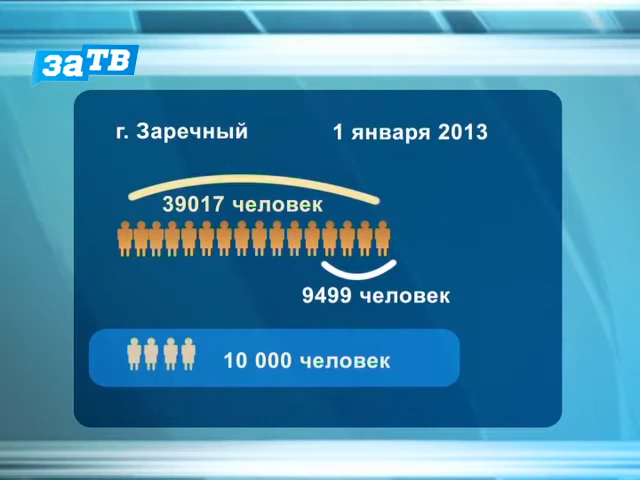 заТВ
г. Заречный 1 января 2013
39017 человек
9499 человек
10 000 человек